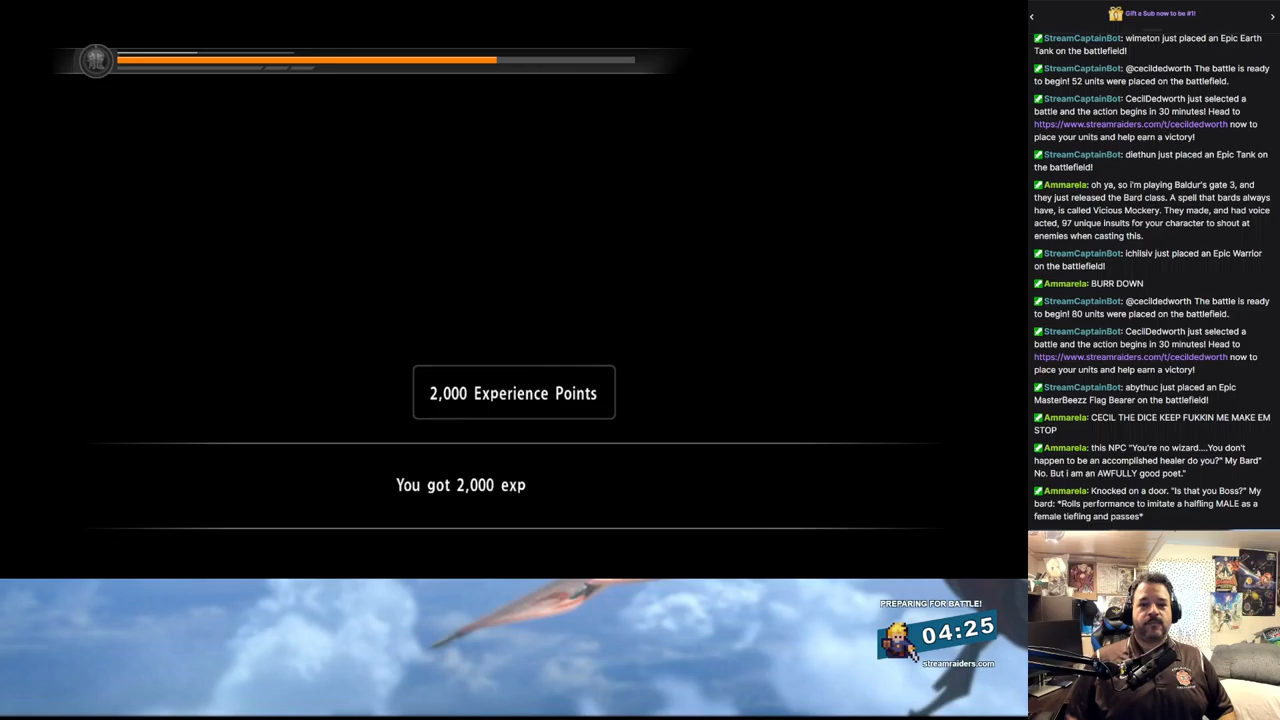 龍
2,000 Experience Points
You got 2,000 exp
PREPARING FOR BATTLE!
04:25
streamraiders.com
Gift a Sub now to be #1!
StreamCaptainBot: wimeton just placed an Epic Earth
Tank on the battlefield!
StreamCaptainBot: @cecildedworth The battle is ready
to begin! 52 units were placed on the battlefield.
StreamCaptainBot: CecilDedworth just selected a
battle and the action begins in 30 minutes! Head to
https://www.streamraiders.com/t/cecildedworth now to
place your units and help earn a victory!
StreamCaptainBot: diethun just placed an Epic Tank on
the battlefield!
Ammarela: oh ya, so i'm playing Baldur's gate 3, and
they just released the Bard class. A spell that bards always
have, is called Vicious Mockery. They made, and had voice
acted, 97 unique insults for your character to shout at
enemies when casting this.
StreamCaptainBot: ichilsiv just placed an Epic Warrior
on the battlefield!
Ammarela: BURR DOWN
StreamCaptainBot: @cecildedworth The battle is ready
to begin! 80 units were placed on the battlefield.
StreamCaptainBot: CecilDedworth just selected a
battle and the action begins in 30 minutes! Head to
https://www.streamraiders.com/t/cecildedworth now to
place your units and help earn a victory!
StreamCaptainBot: abythuc just placed an Epic
MasterBeezz Flag Bearer on the battlefield!
Ammarela: CECIL THE DICE KEEP FUKKIN ME MAKE EM
STOP
Ammarela: this NPC "You're no wizard....You don't
happen to be an accomplished healer do you?" My Bard"
No. But i am an AWFULLY good poet."
Ammarela: Knocked on a door. "Is that you Boss?" My
bard: *Rolls performance to imitate a halfling MALE as a
female tiefling and passes*